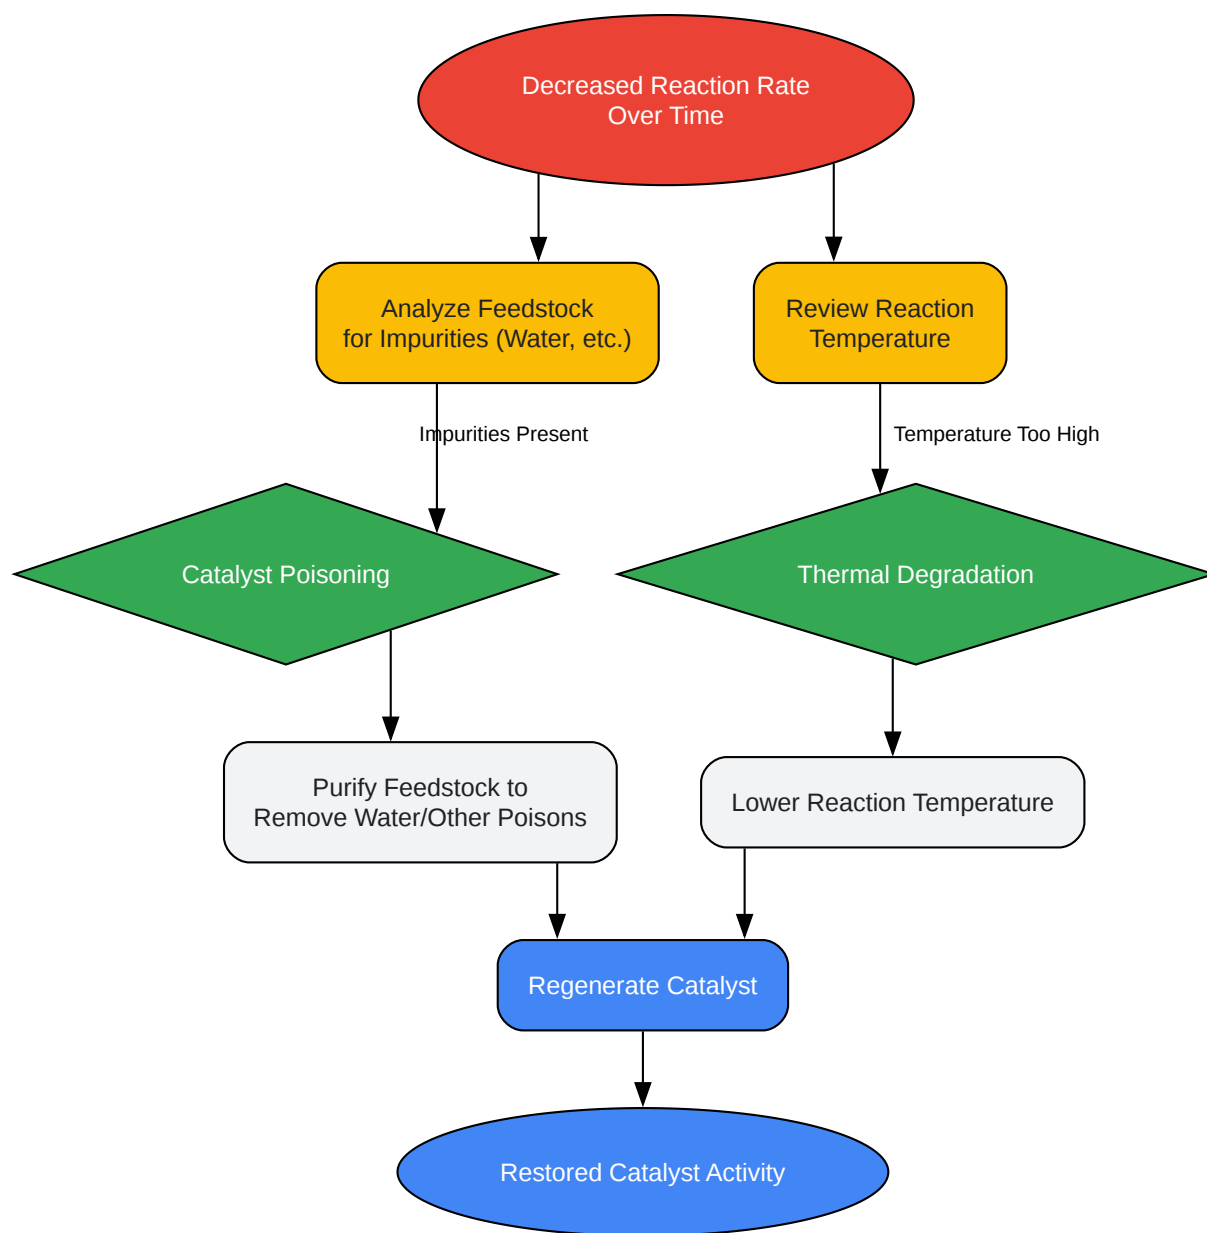 Decreased Reaction Rate
Over Time
Analyze Feedstock
for Impurities (Water, etc.)
Review Reaction
Temperature
Impurities Present
Temperature Too High
Catalyst Poisoning
Thermal Degradation
Purify Feedstock to
Remove Water/Other Poisons
Lower Reaction Temperature
Regenerate Catalyst
Restored Catalyst Activity